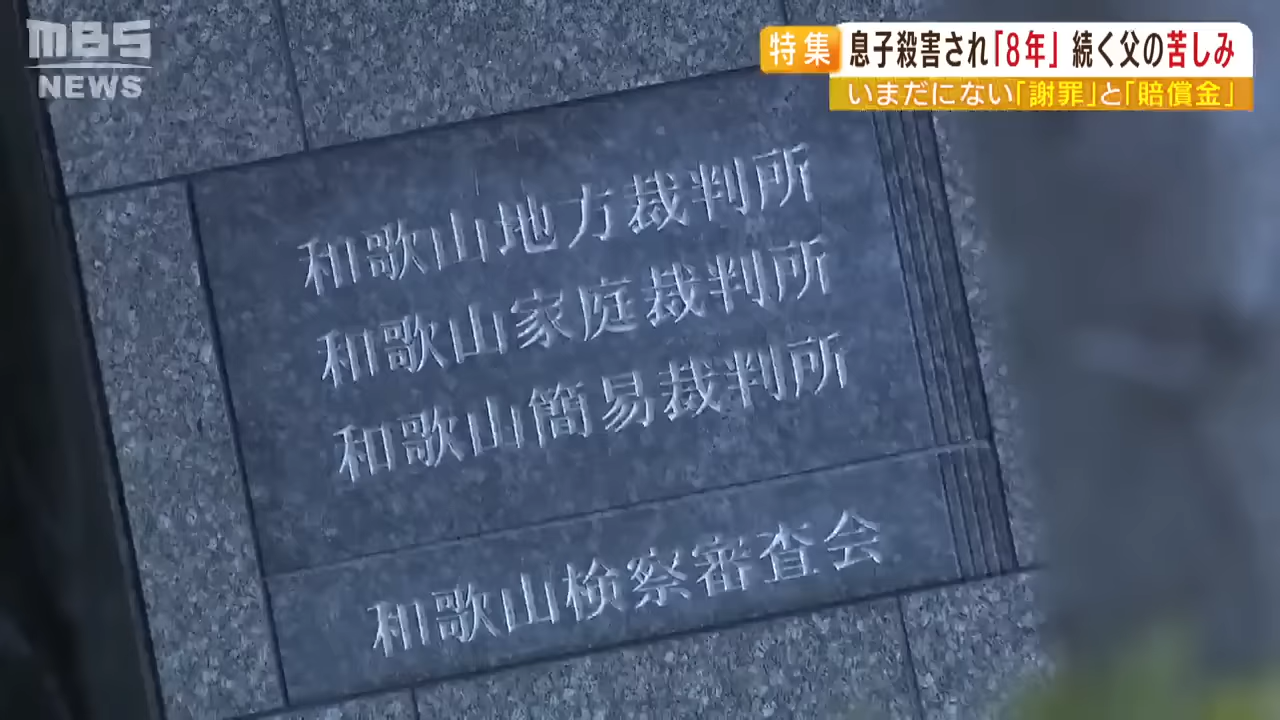 MBS
NEWS
特集 息子殺害され「8年」 続く父の苦しみ
いまだにない「謝罪」と「賠償金」
和歌山地方裁判所
和歌山家庭裁判所
和歌山簡易裁判所
和歌山検察審査会